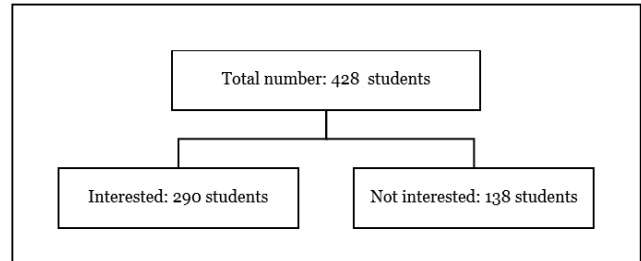 Total number: 428 students
Interested: 290 students
Not interested: 138 students